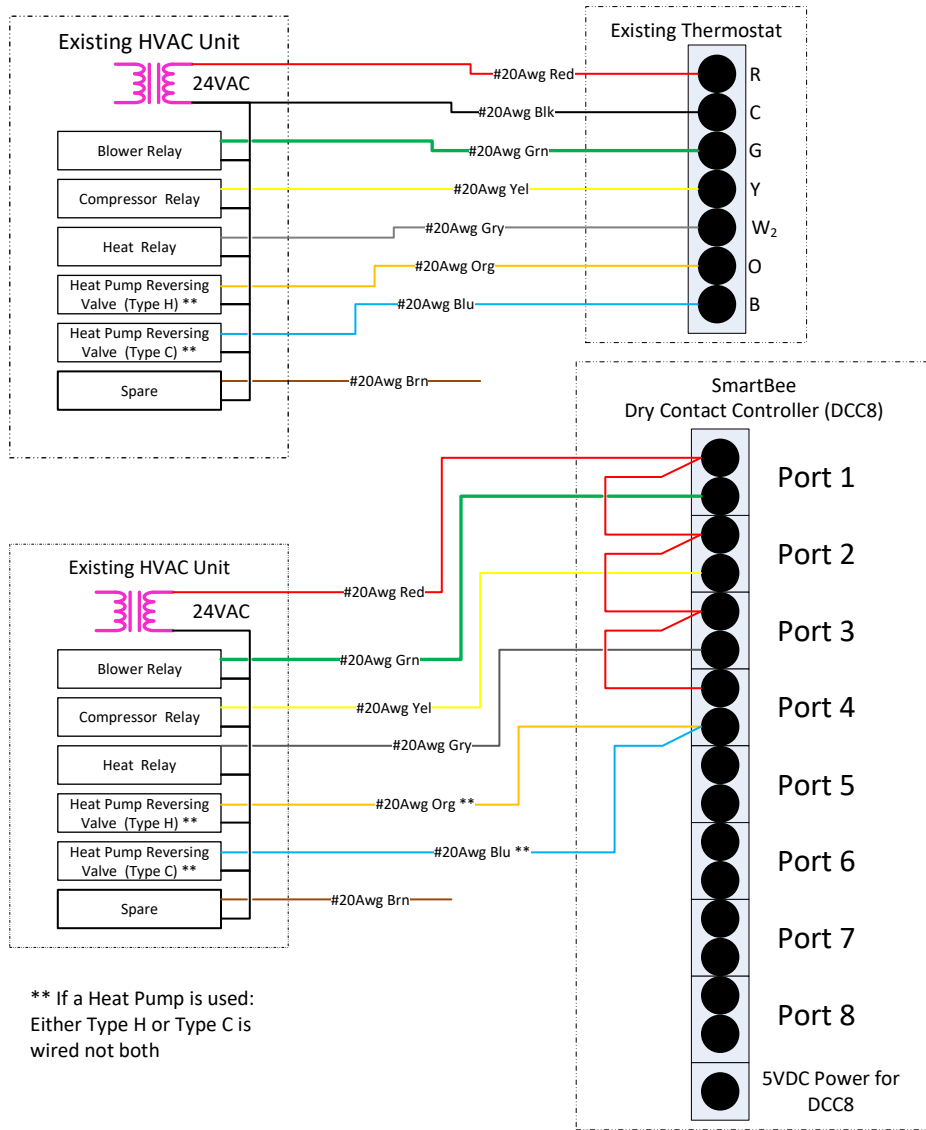 Existing HVAC Unit
24VAC
Blower Relay
Compressor Relay
Heat Relay
Heat Pump Reversing
Valve (Type H) **
Heat Pump Reversing
Valve (Type C) **
Spare
#20Awg Red
#20Awg Blk
#20Awg Grn
#20Awg Yel
#20Awg Gry
#20Awg Org
#20Awg Blu
#20Awg Brn
Existing Thermostat
R
C
G
Y
W₂
O
B
SmartBee
Dry Contact Controller (DCC8)
Port 1
Port 2
Port 3
Port 4
Port 5
Port 6
Port 7
Port 8
5VDC Power for
DCC8
Existing HVAC Unit
24VAC
Blower Relay
Compressor Relay
Heat Relay
Heat Pump Reversing
Valve (Type H) **
Heat Pump Reversing
Valve (Type C) **
Spare
#20Awg Red
#20Awg Grn
#20Awg Yel
#20Awg Gry
#20Awg Org **
#20Awg Blu **
#20Awg Brn
** If a Heat Pump is used:
Either Type H or Type C is
wired not both